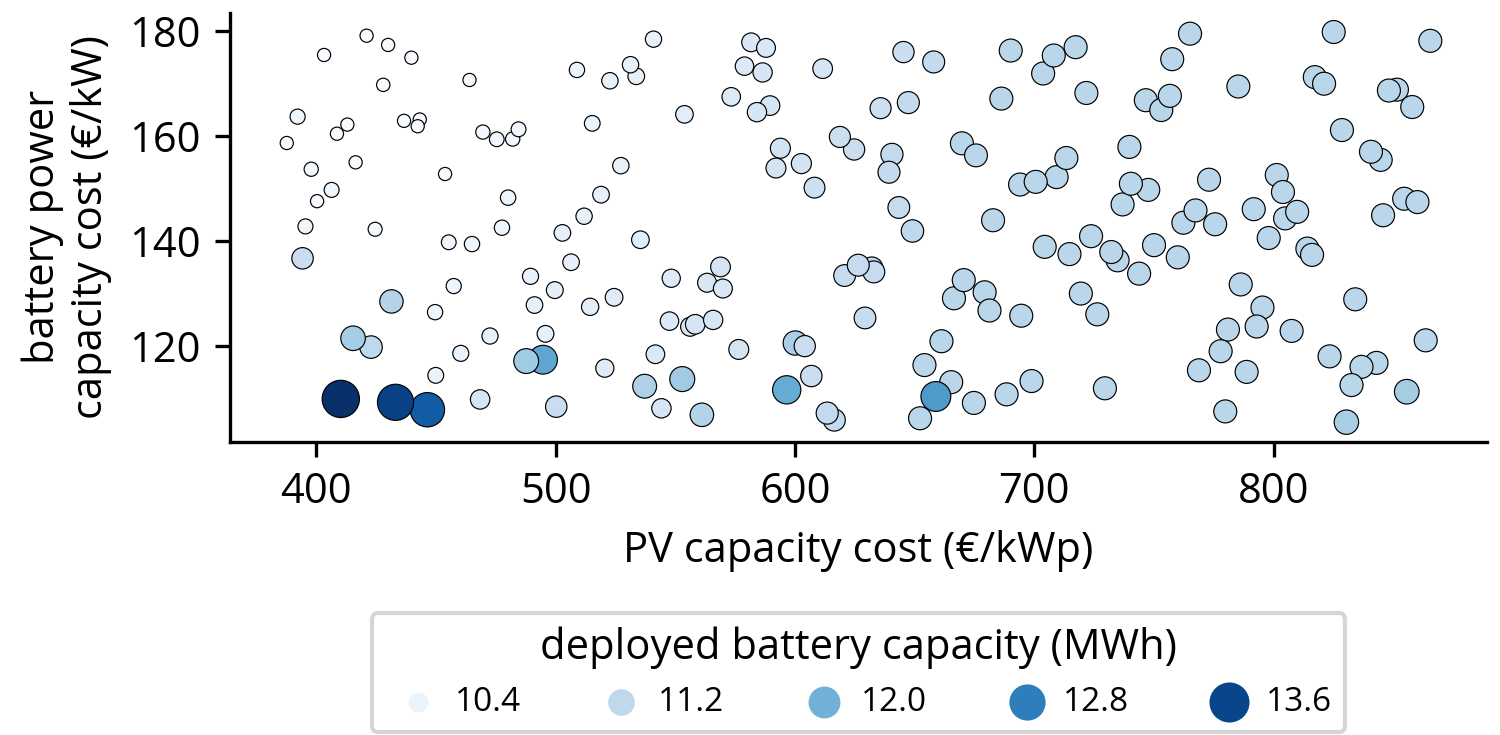 battery power
capacity cost (€/kW)
180
160
140
120
400 500 600 700 800
PV capacity cost (€/kWp)
deployed battery capacity (MWh)
10.4 11.2 12.0 12.8 13.6